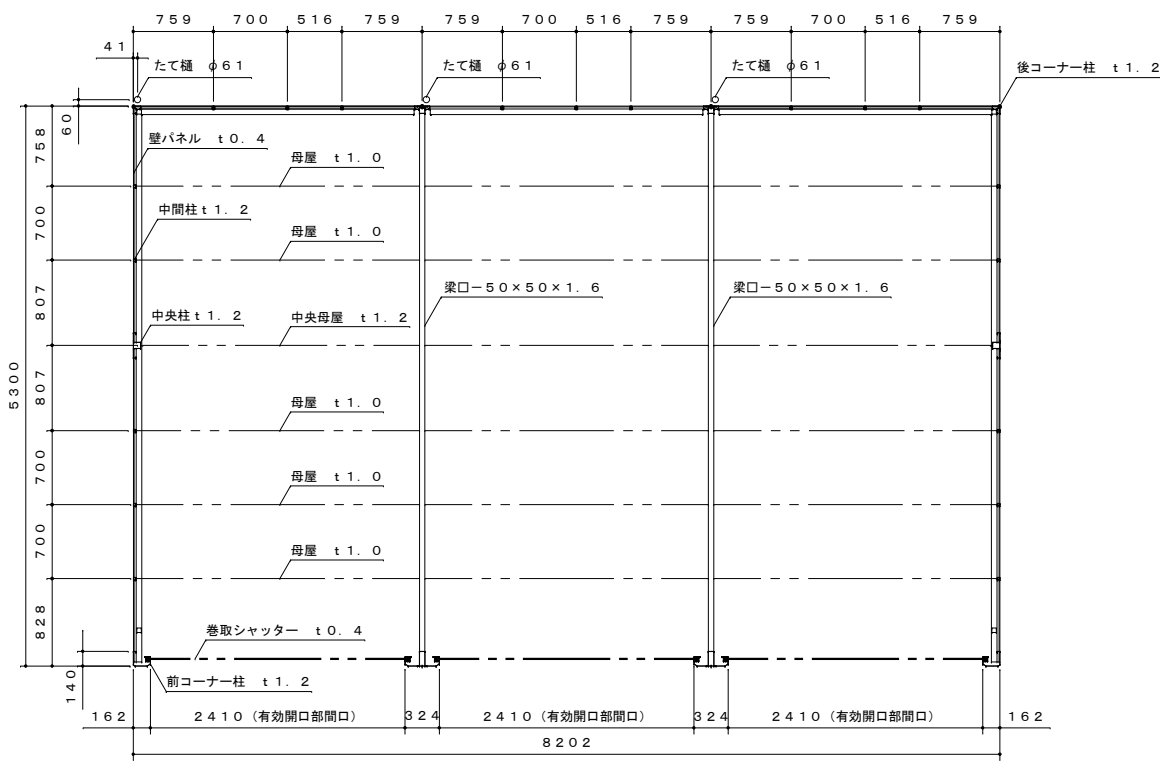 ７５９ ７００ ５１６ ７５９ ７５９ ７００ ５１６ ７５９ ７５９ ７００ ５１６ ７５９
４１
たて樋　φ６１
たて樋　φ６１
たて樋　φ６１
後コーナー柱　ｔ１．２
６０
７５８
壁パネル　ｔ０．４
母屋　ｔ１．０
７００
中間柱ｔ１．２
母屋　ｔ１．０
８０７
梁口－５０×５０×１．６
梁口－５０×５０×１．６
中央柱ｔ１．２
中央母屋　ｔ１．２
５３００
８０７
母屋　ｔ１．０
７００
母屋　ｔ１．０
７００
母屋　ｔ１．０
８２８
巻取シャッター　ｔ０．４
１４０
前コーナー柱　ｔ１．２
１６２ ２４１０（有効開口部間口） ３２４ ２４１０（有効開口部間口） ３２４ ２４１０（有効開口部間口） １６２
８２０２